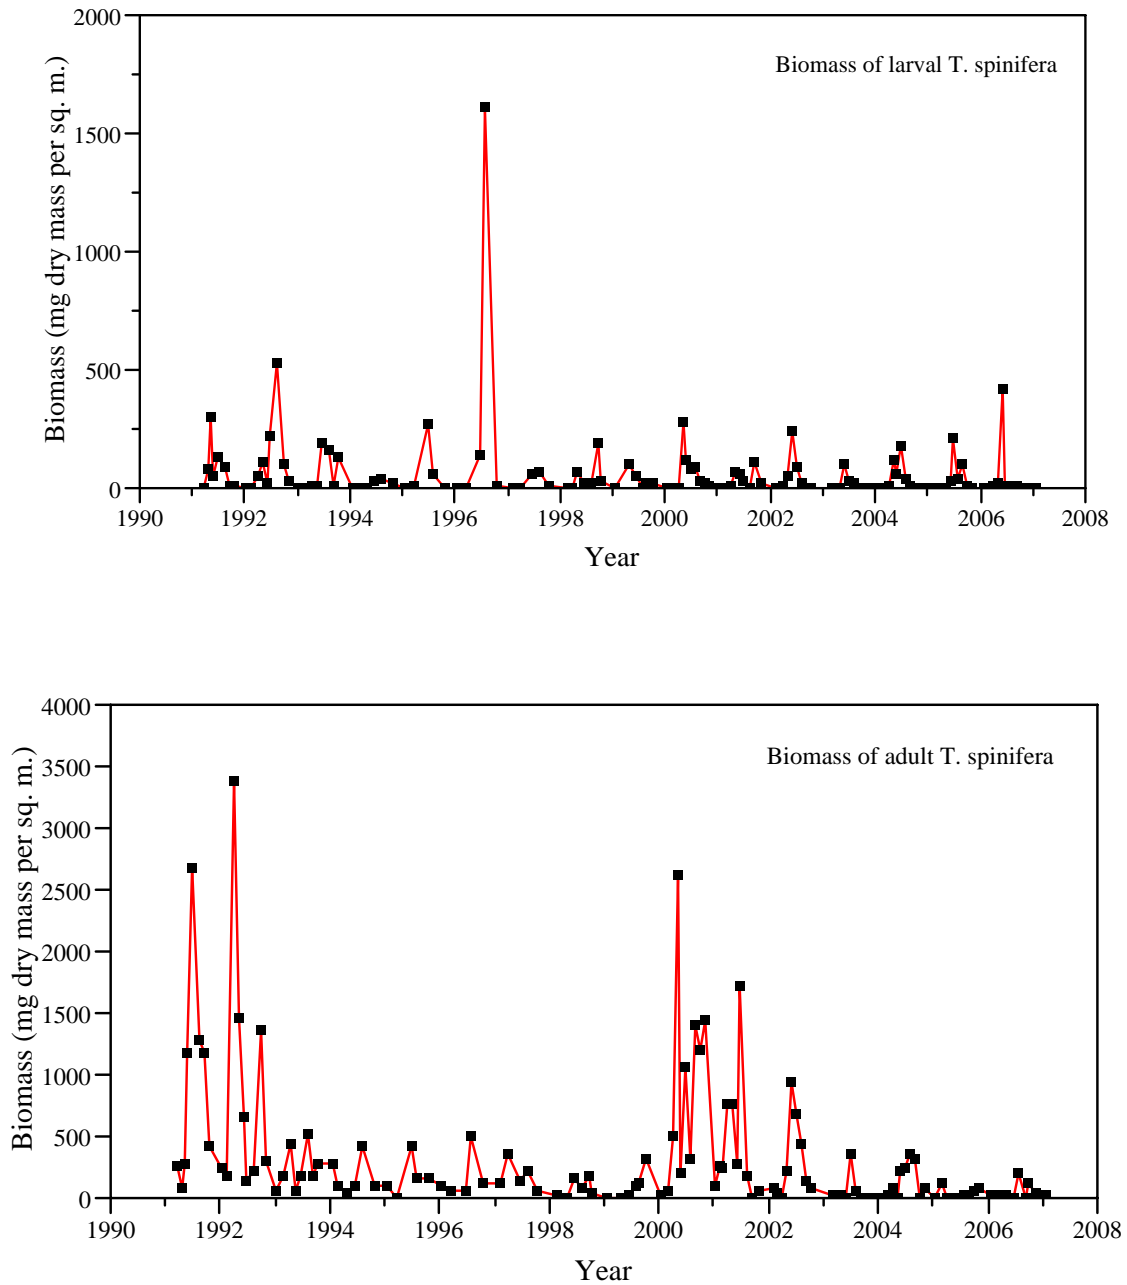 2000
Biomass of larval T. spinifera
1500
1000
500
0
Biomass (mg dry mass per sq. m.)
1990 1992 1994 1996 1998 2000 2002 2004 2006 2008
Year
4000
3500
Biomass of adult T. spinifera
3000
2500
2000
1500
1000
500
0
Biomass (mg dry mass per sq. m.)
1990 1992 1994 1996 1998 2000 2002 2004 2006 2008
Year